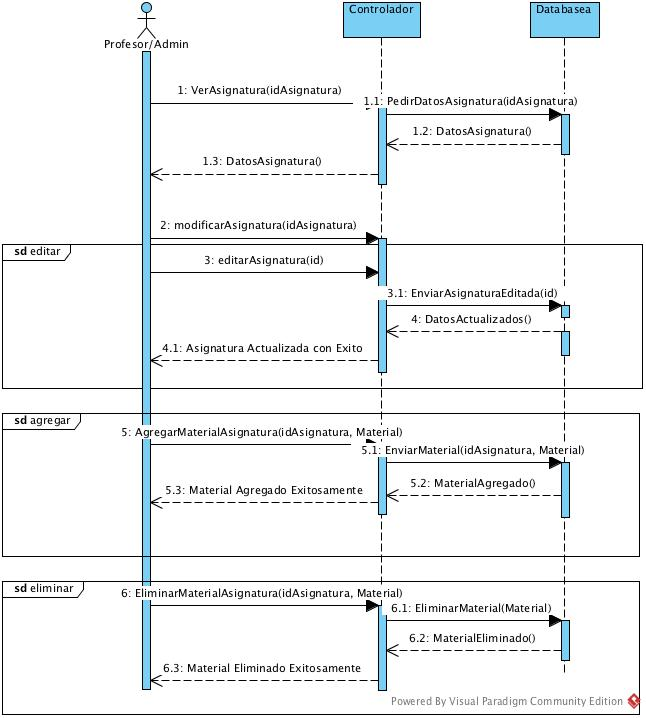 Controlador
Databasea
Profesor/Admin
1: VerAsignatura(idAsignatura)
1.1: PedirDatosAsignatura(idAsignatura)
1.2: DatosAsignatura()
1.3: DatosAsignatura()
2: modificarAsignatura(idAsignatura)
sd editar
3: editarAsignatura(id)
3.1: EnviarAsignaturaEditada(id)
4: DatosActualizados()
4.1: Asignatura Actualizada con Exito
sd agregar
5: AgregarMaterialAsignatura(idAsignatura, Material)
5.1: EnviarMaterial(idAsignatura, Material)
5.2: MaterialAgregado()
5.3: Material Agregado Exitosamente
sd eliminar
6: EliminarMaterialAsignatura(idAsignatura, Material)
6.1: EliminarMaterial(Material)
6.2: MaterialEliminado()
6.3: Material Eliminado Exitosamente
Powered By Visual Paradigm Community Edition